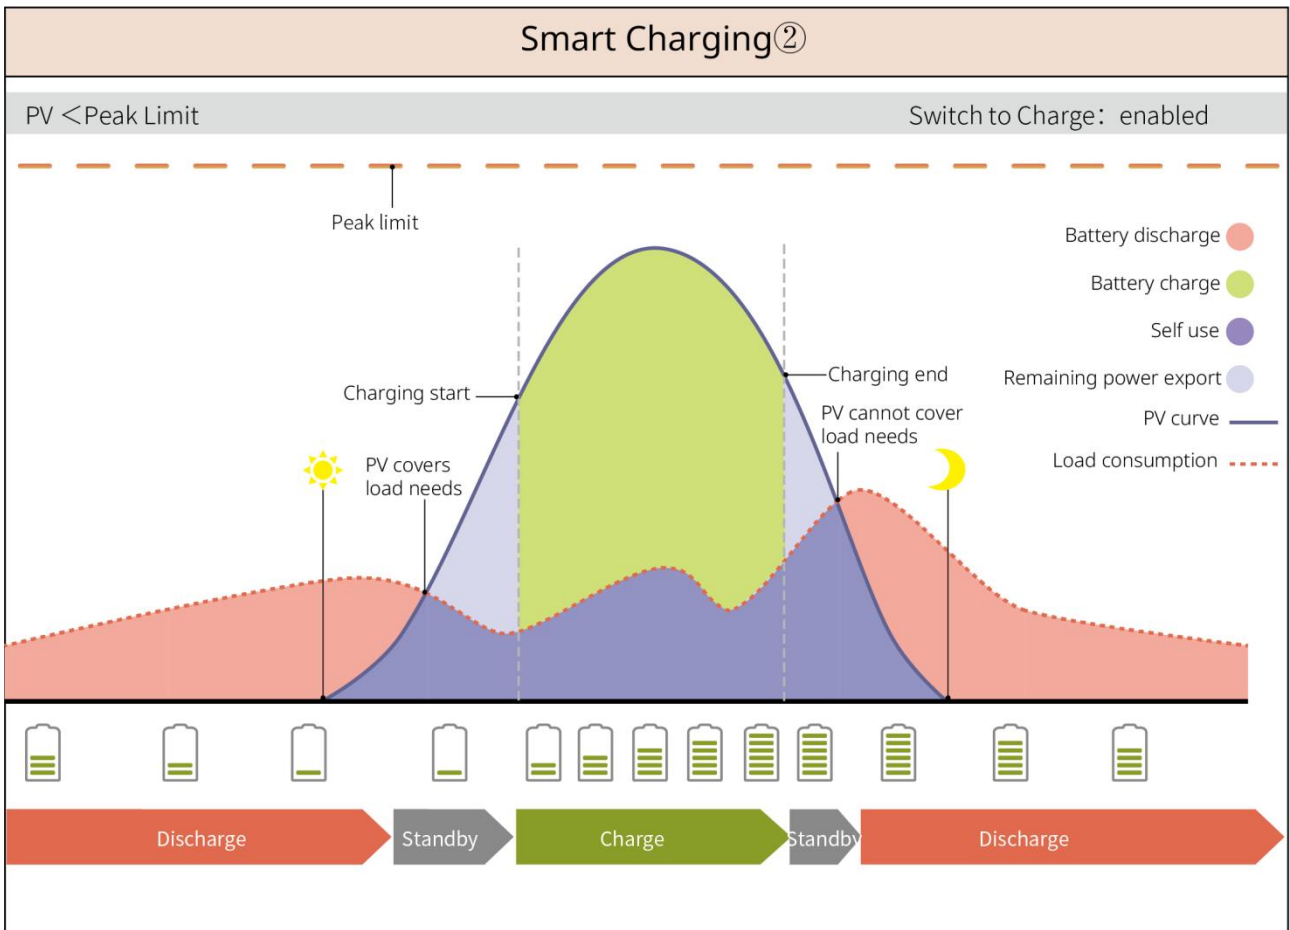 Smart Charging②
PV ＜Peak Limit
Switch to Charge： enabled
Peak limit
Battery discharge
Battery charge
Self use
Remaining power export
PV curve
Load consumption
Charging start
Charging end
PV cannot cover
load needs
PV covers
load needs
Discharge
Standby
Charge
Standby
Discharge